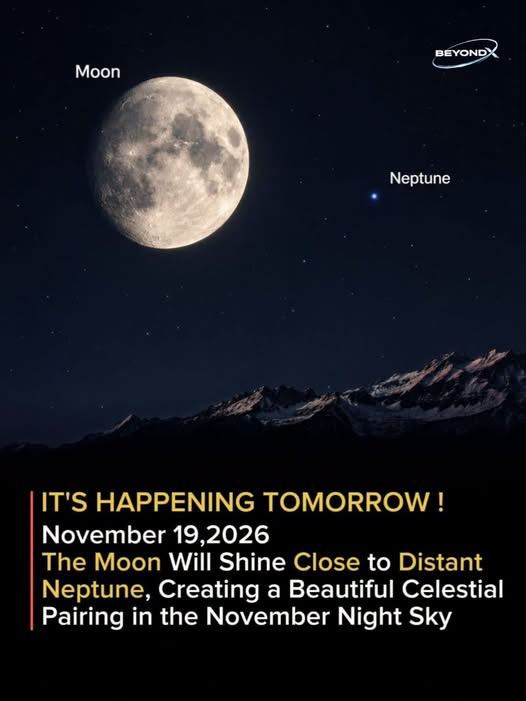 BEYONDX
Moon
Neptune
IT'S HAPPENING TOMORROW !
November 19,2026
The Moon Will Shine Close to Distant
Neptune, Creating a Beautiful Celestial
Pairing in the November Night Sky